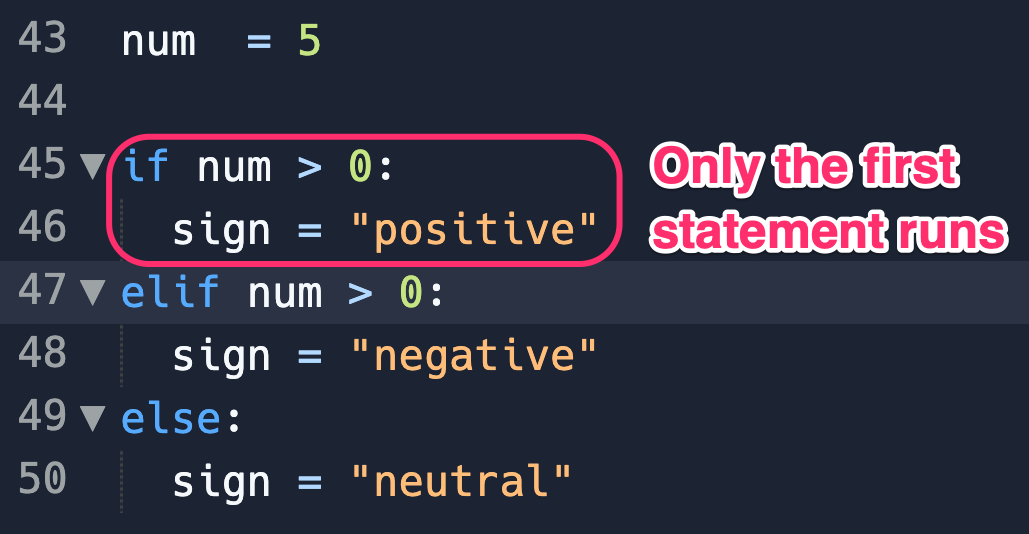 43 num  = 5
44
45 ▼ if num > 0:
46   sign = "positive"
Only the first
statement runs
47 ▼ elif num > 0:
48   sign = "negative"
49 ▼ else:
50   sign = "neutral"